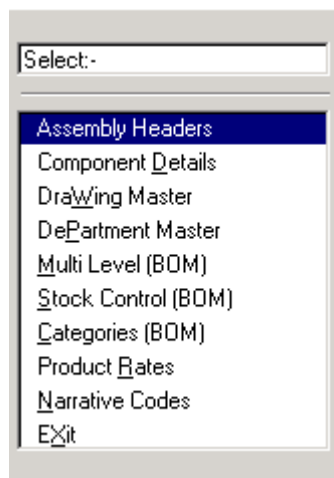 Select:-
Assembly Headers
Component Details
DraWing Master
DePartment Master
Multi Level (BOM)
Stock Control (BOM)
Categories (BOM)
Product Rates
Narrative Codes
EXit